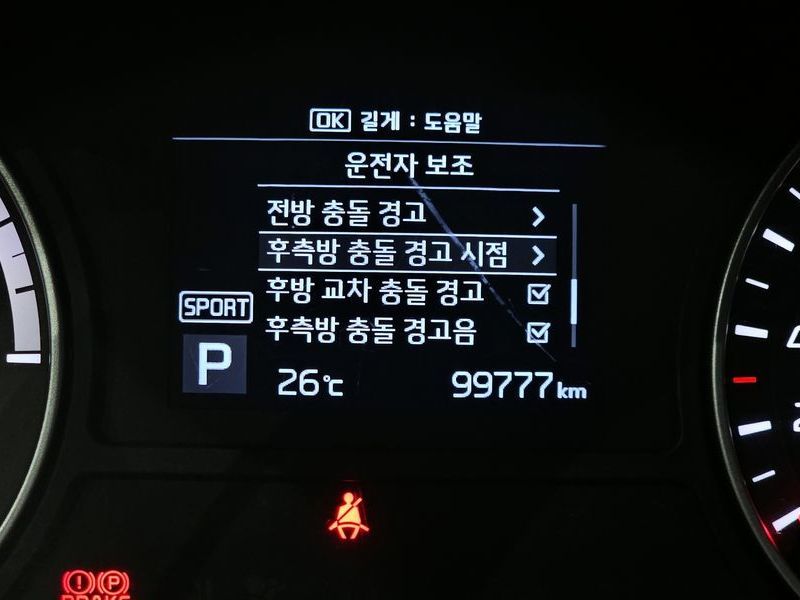 OK 길게 : 도움말
운전자 보조
전방 충돌 경고
후측방 충돌 경고 시점
후방 교차 충돌 경고
SPORT
후측방 충돌 경고음
P
26℃
99777km
P
BRAKE